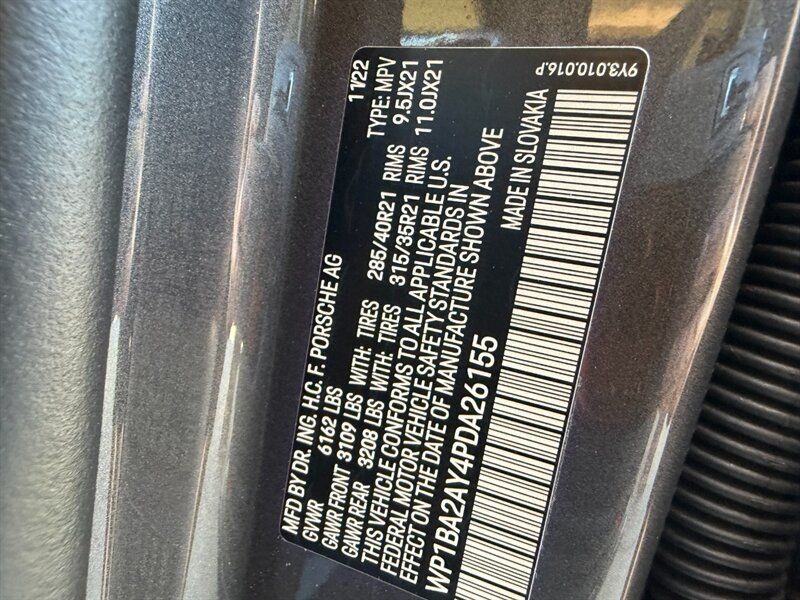 MFD BY DR. ING. H.C. F. PORSCHE AG 11/22
GVWR 6162 LBS TYPE: MPV
GAWR FRONT 3109 LBS WITH: TIRES 285/40R21 RIMS 9.5JX21
GAWR REAR 3208 LBS WITH: TIRES 315/35R21 RIMS 11.0JX21
THIS VEHICLE CONFORMS TO ALL APPLICABLE U.S.
FEDERAL MOTOR VEHICLE SAFETY STANDARDS IN
EFFECT ON THE DATE OF MANUFACTURE SHOWN ABOVE
WP1BA2AY4PDA26155 MADE IN SLOVAKIA
9Y3.010.016.P